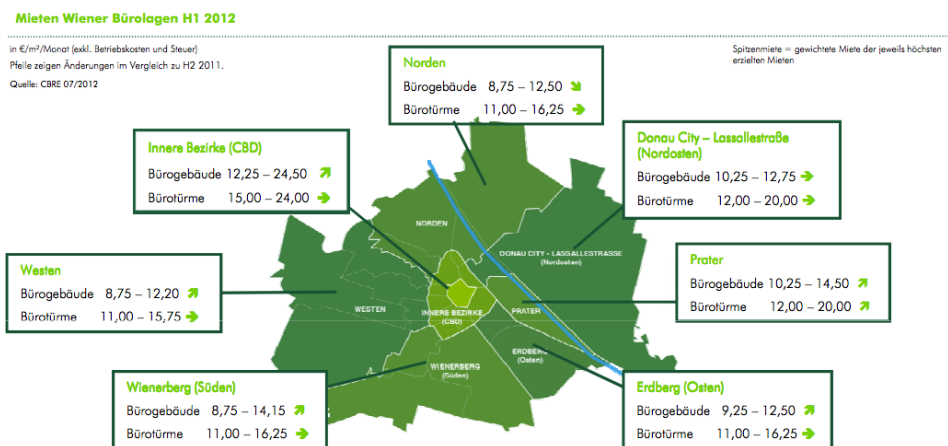 Mieten Wiener Bürolagen H1 2012
in €/m²/Monat (exkl. Betriebskosten und Steuer)
Pfeile zeigen Änderungen im Vergleich zu H2 2011.
Quelle: CBRE 07/2012
Spitzenmiete = gewichtete Miete der jeweils höchsten
erzielten Mieten
Norden
Bürogebäude 8,75 – 12,50
Bürotürme 11,00 – 16,25
Innere Bezirke (CBD)
Bürogebäude 12,25 – 24,50
Bürotürme 15,00 – 24,00
Donau City – Lassallestraße
(Nordosten)
Bürogebäude 10,25 – 12,75
Bürotürme 12,00 – 20,00
Westen
Bürogebäude 8,75 – 12,20
Bürotürme 11,00 – 15,75
Prater
Bürogebäude 10,25 – 14,50
Bürotürme 12,00 – 20,00
NORDEN
DONAU CITY - LASSALLESTRASSE
(Nordosten)
WESTEN
INNERE BEZIRKE
(CBD)
PRATER
ERDBERG
(Osten)
WIENERBERG
(Süden)
Wienerberg (Süden)
Bürogebäude 8,75 – 14,15
Bürotürme 11,00 – 16,25
Erdberg (Osten)
Bürogebäude 9,25 – 12,50
Bürotürme 11,00 – 16,25